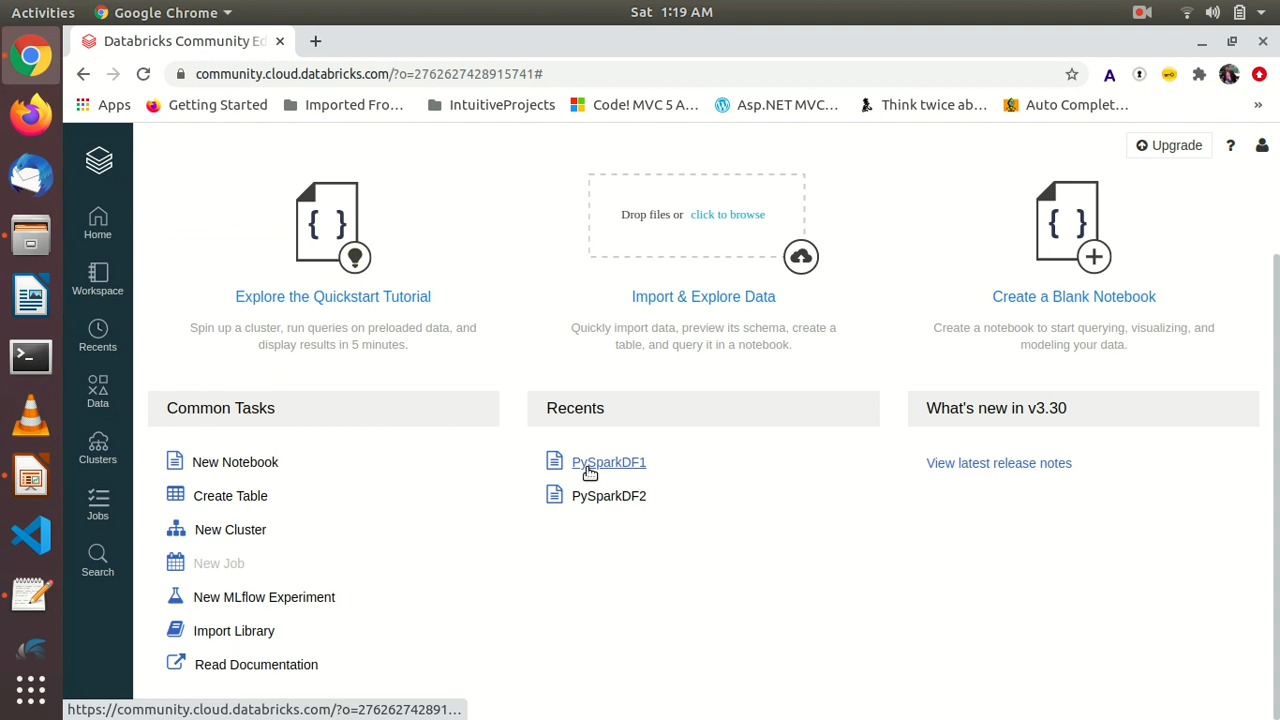 Activities
Google Chrome
Sat 1:19 AM
Databricks Community Ed
community.cloud.databricks.com/?o=2762627428915741#
Apps
Getting Started
Imported Fro...
IntuitiveProjects
Code! MVC 5 A...
Asp.NET MVC...
Think twice ab...
Auto Complet...
»
Upgrade
?
Home
Workspace
Recents
Data
Clusters
Jobs
Search
Explore the Quickstart Tutorial
Spin up a cluster, run queries on preloaded data, and
display results in 5 minutes.
Drop files or click to browse
Import & Explore Data
Quickly import data, preview its schema, create a
table, and query it in a notebook.
Create a Blank Notebook
Create a notebook to start querying, visualizing, and
modeling your data.
Common Tasks
New Notebook
Create Table
New Cluster
New Job
New MLflow Experiment
Import Library
Read Documentation
Recents
PySparkDF1
PySparkDF2
What's new in v3.30
View latest release notes
https://community.cloud.databricks.com/?o=276262742891...